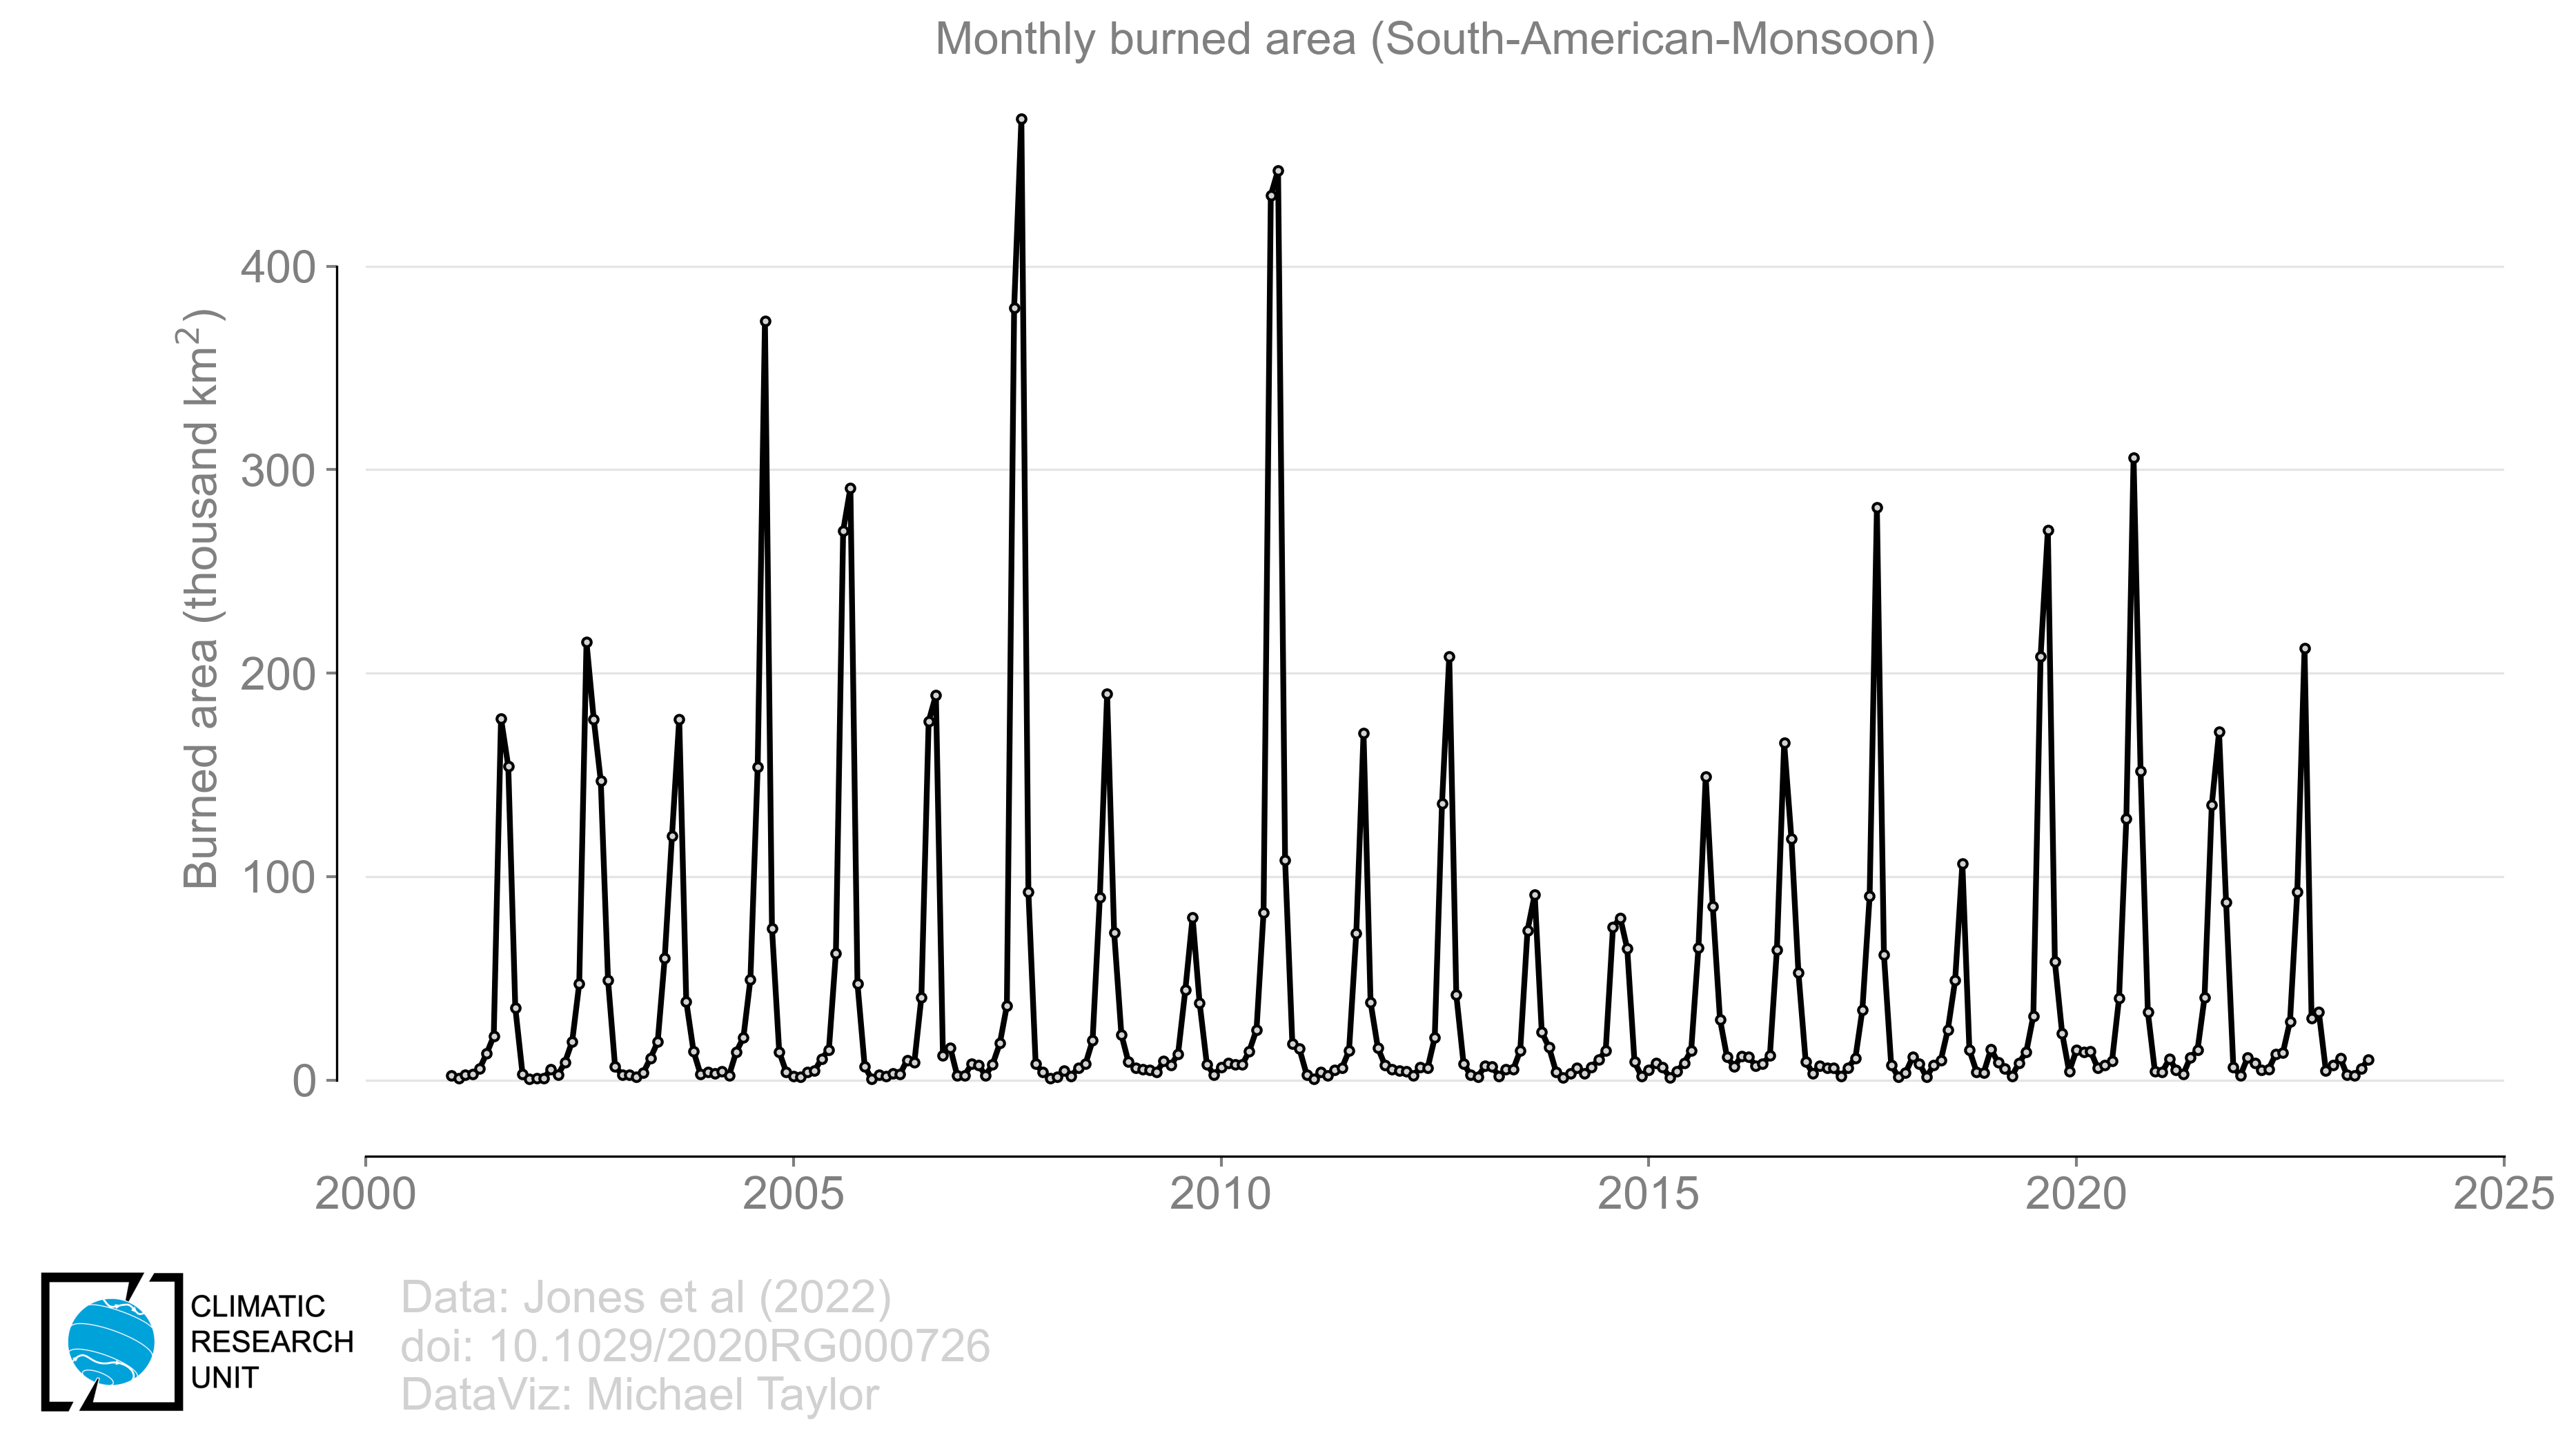 Monthly burned area (South-American-Monsoon)
Burned area (thousand km²)
400
300
200
100
0
2000
2005
2010
2015
2020
2025
CLIMATIC
RESEARCH
UNIT
Data: Jones et al (2022)
doi: 10.1029/2020RG000726
DataViz: Michael Taylor